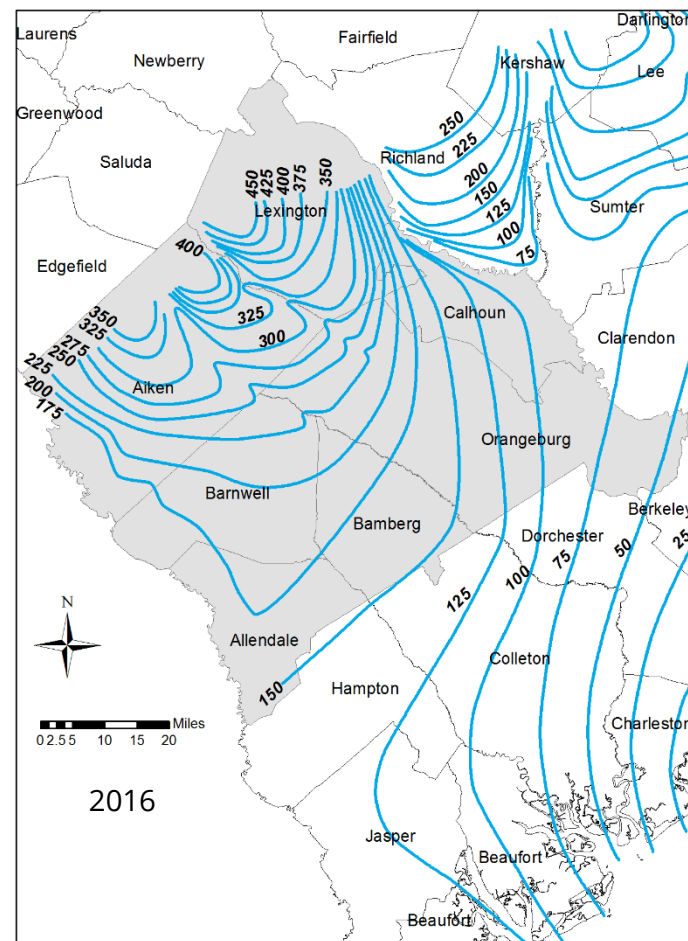 Laurens
Newberry
Fairfield
Darlington
Kershaw
Lee
Greenwood
Saluda
Richland
250
225
200
150
125
100
75
Sumter
450
425
400
375
350
Lexington
Edgefield
400
Calhoun
Clarendon
350
325
275
250
225
200
175
325
300
Aiken
Orangeburg
Barnwell
Bamberg
Berkeley
Dorchester
125
100
75
50
25
N
Allendale
150
Hampton
Colleton
Charleston
Miles
0 2.5 5 10 15 20
2016
Jasper
Beaufort
Beaufort